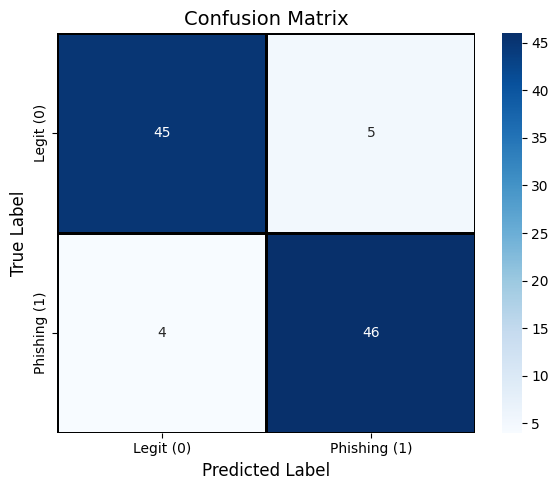 Confusion Matrix
True Label
Legit (0)
45
5
Phishing (1)
4
46
Legit (0)
Phishing (1)
Predicted Label
45
40
35
30
25
20
15
10
5